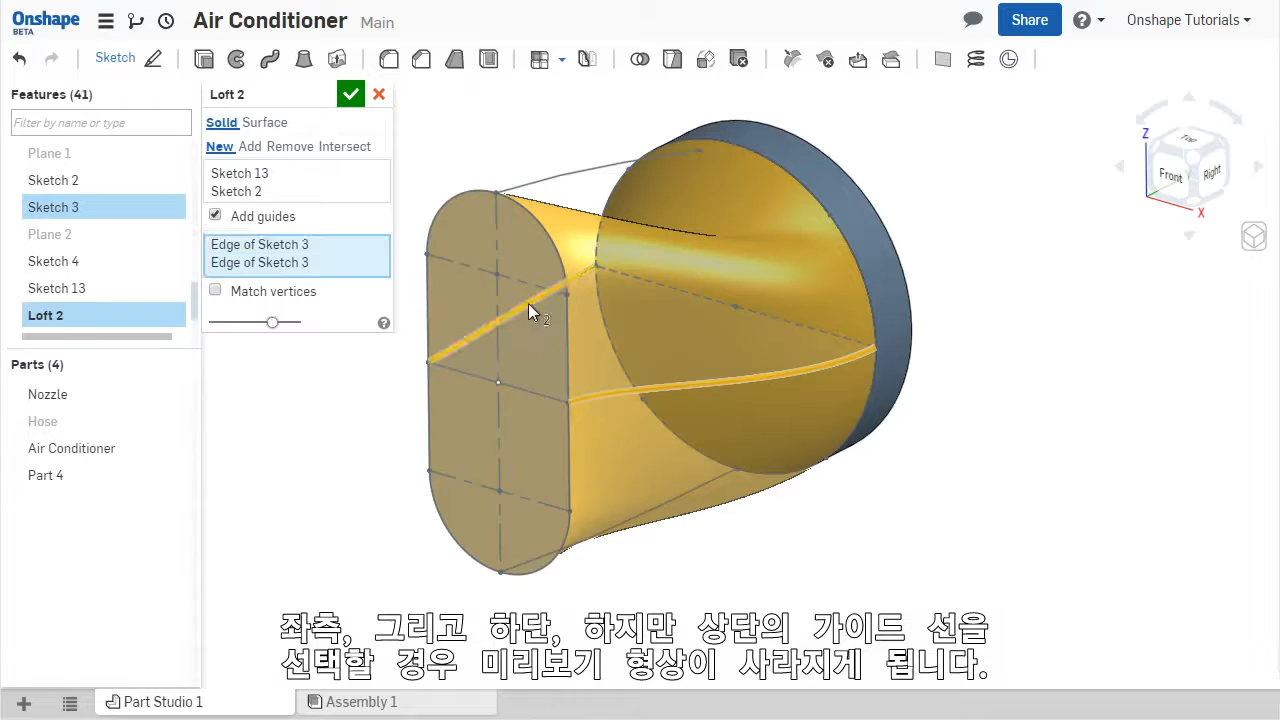 Onshape
BETA
Air Conditioner Main
Share
Onshape Tutorials
Sketch
Features (41)
Filter by name or type
Plane 1
Sketch 2
Sketch 3
Plane 2
Sketch 4
Sketch 13
Loft 2
Parts (4)
Nozzle
Hose
Air Conditioner
Part 4
Loft 2
Solid Surface
New Add Remove Intersect
Sketch 13
Sketch 2
Add guides
Edge of Sketch 3
Edge of Sketch 3
Match vertices
2
Z
Top
Front
Right
X
좌측, 그리고 하단, 하지만 상단의 가이드 선을
선택할 경우 미리보기 형상이 사라지게 됩니다.
Part Studio 1
Assembly 1